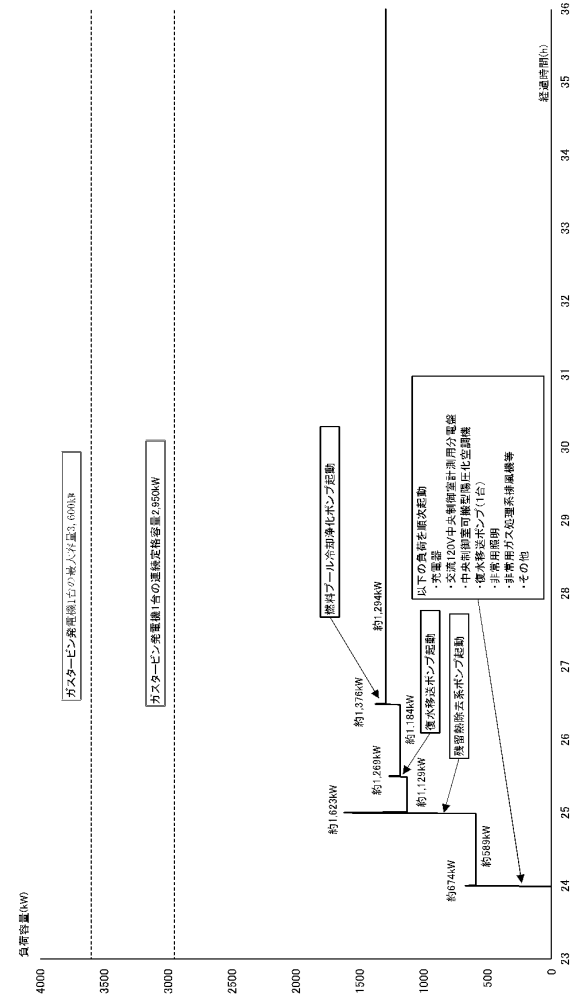 負荷容量(kW)
4000
3500
3000
2500
2000
1500
1000
500
0
ガスタービン発電機1台の最大容量3,600kW
ガスタービン発電機1台の連続定格容量2,950kW
燃料プール冷却浄化ポンプ起動
約1,623kW
約1,376kW
約1,294kW
約1,269kW
約1,184kW
約1,129kW
約674kW
約589kW
復水移送ポンプ起動
残留熱除去系ポンプ起動
以下の負荷を順次起動
・充電器
・交流120V中央制御室計測用分電盤
・中央制御室可搬型陽圧化空調機
・復水移送ポンプ(1台)
・非常用照明
・非常用ガス処理系排風機等
・その他
経過時間(h)
23
24
25
26
27
28
29
30
31
32
33
34
35
36